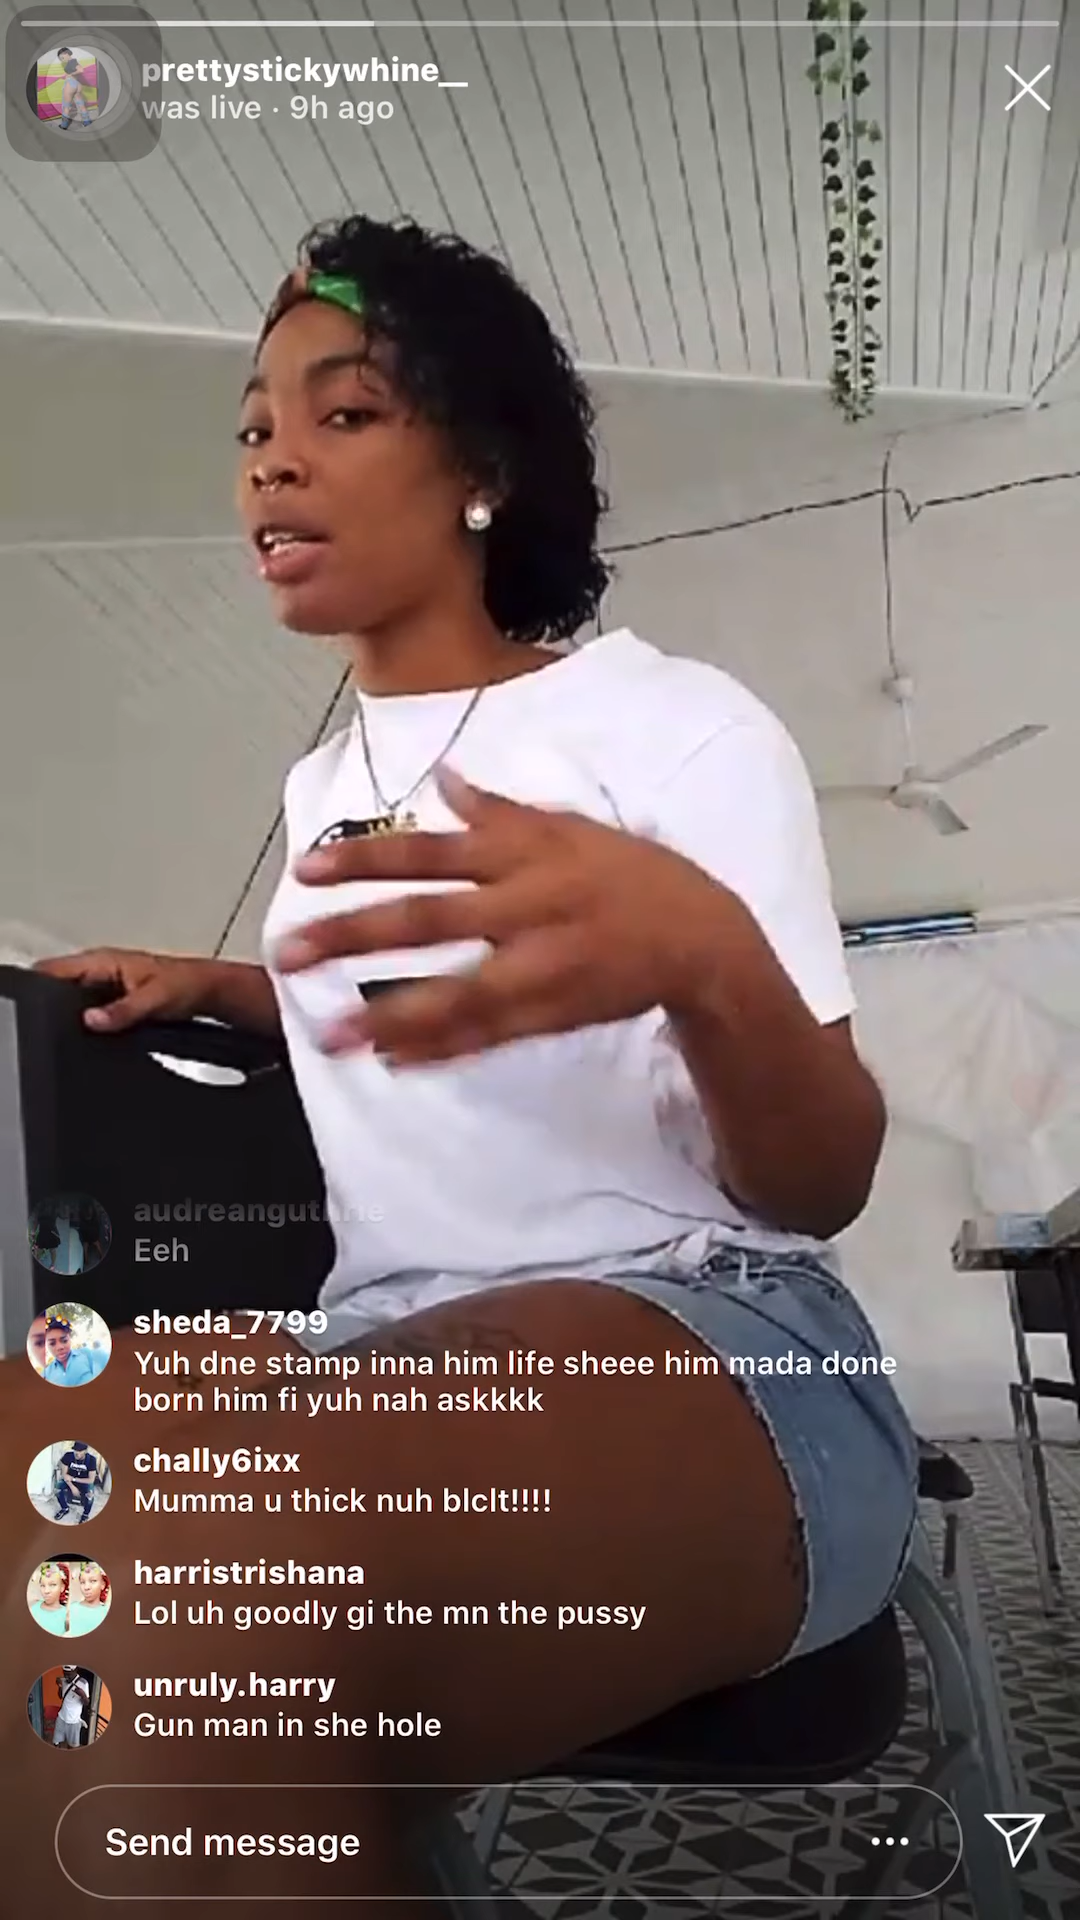 prettystickywhine__
was live · 9h ago
audreanguthrie
Eeh
sheda_7799
Yuh dne stamp inna him life sheee him mada done
born him fi yuh nah askkkk
chally6ixx
Mumma u thick nuh blclt!!!!
harristrishana
Lol uh goodly gi the mn the pussy
unruly.harry
Gun man in she hole
Send message